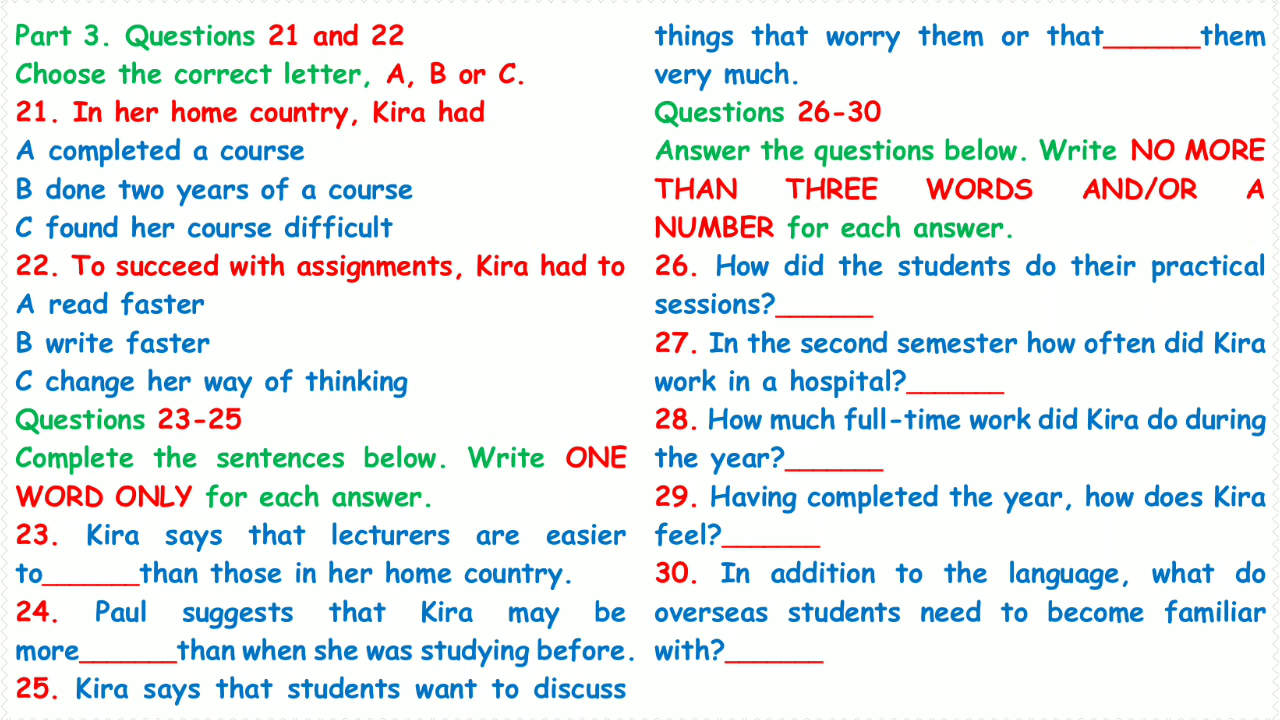 Part 3. Questions 21 and 22
Choose the correct letter, A, B or C.
21. In her home country, Kira had
A completed a course
B done two years of a course
C found her course difficult
22. To succeed with assignments, Kira had to
A read faster
B write faster
C change her way of thinking
Questions 23-25
Complete the sentences below. Write ONE
WORD ONLY for each answer.
23. Kira says that lecturers are easier
to______than those in her home country.
24. Paul suggests that Kira may be
more______than when she was studying before.
25. Kira says that students want to discuss
things that worry them or that______them
very much.
Questions 26-30
Answer the questions below. Write NO MORE
THAN THREE WORDS AND/OR A
NUMBER for each answer.
26. How did the students do their practical
sessions?______
27. In the second semester how often did Kira
work in a hospital?______
28. How much full-time work did Kira do during
the year?______
29. Having completed the year, how does Kira
feel?______
30. In addition to the language, what do
overseas students need to become familiar
with?______